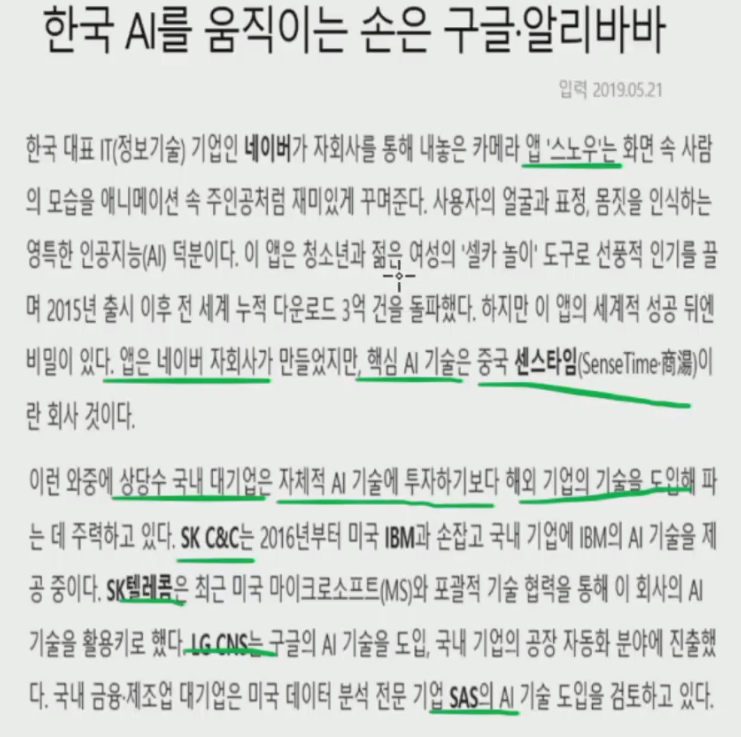 한국 AI를 움직이는 손은 구글·알리바바
입력 2019.05.21
한국 대표 IT(정보기술) 기업인 네이버가 자회사를 통해 내놓은 카메라 앱 '스노우'는 화면 속 사람
의 모습을 애니메이션 속 주인공처럼 재미있게 꾸며준다. 사용자의 얼굴과 표정, 몸짓을 인식하는
영특한 인공지능(AI) 덕분이다. 이 앱은 청소년과 젊은 여성의 '셀카 놀이' 도구로 선풍적 인기를 끌
며 2015년 출시 이후 전 세계 누적 다운로드 3억 건을 돌파했다. 하지만 이 앱의 세계적 성공 뒤엔
비밀이 있다. 앱은 네이버 자회사가 만들었지만, 핵심 AI 기술은 중국 센스타임(SenseTime·商湯)이
란 회사 것이다.
이런 와중에 상당수 국내 대기업은 자체적 AI 기술에 투자하기보다 해외 기업의 기술을 도입해 파
는 데 주력하고 있다. SK C&C는 2016년부터 미국 IBM과 손잡고 국내 기업에 IBM의 AI 기술을 제
공 중이다. SK텔레콤은 최근 미국 마이크로소프트(MS)와 포괄적 기술 협력을 통해 이 회사의 AI
기술을 활용키로 했다. LG CNS는 구글의 AI 기술을 도입, 국내 기업의 공장 자동화 분야에 진출했
다. 국내 금융·제조업 대기업은 미국 데이터 분석 전문 기업 SAS의 AI 기술 도입을 검토하고 있다.